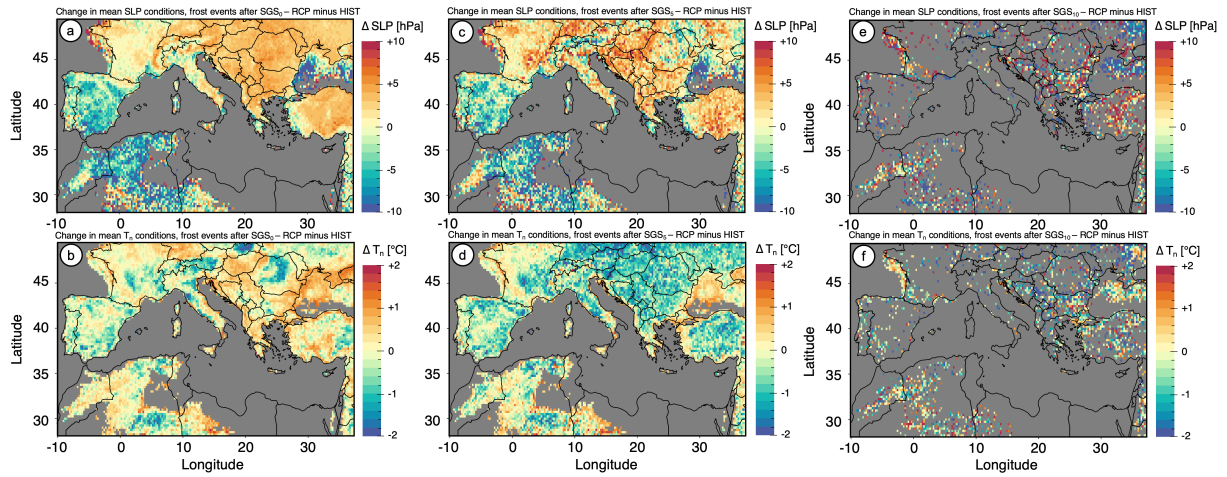 Change in mean SLP conditions, frost events after SGS₀ – RCP minus HIST
a
Δ SLP [hPa]
+10
+5
0
-5
-10
45
40
35
30
Latitude
-10 0 10 20 30
Change in mean Tₙ conditions, frost events after SGS₀ – RCP minus HIST
b
Δ Tₙ [°C]
+2
+1
0
-1
-2
45
40
35
30
Latitude
-10 0 10 20 30
Longitude
Change in mean SLP conditions, frost events after SGS₅ – RCP minus HIST
c
Δ SLP [hPa]
+10
+5
0
-5
-10
45
40
35
30
Latitude
-10 0 10 20 30
Change in mean Tₙ conditions, frost events after SGS₅ – RCP minus HIST
d
Δ Tₙ [°C]
+2
+1
0
-1
-2
45
40
35
30
Latitude
-10 0 10 20 30
Longitude
Change in mean SLP conditions, frost events after SGS₁₀ – RCP minus HIST
e
Δ SLP [hPa]
+10
+5
0
-5
-10
45
40
35
30
Latitude
-10 0 10 20 30
Change in mean Tₙ conditions, frost events after SGS₁₀ – RCP minus HIST
f
Δ Tₙ [°C]
+2
+1
0
-1
-2
45
40
35
30
Latitude
-10 0 10 20 30
Longitude